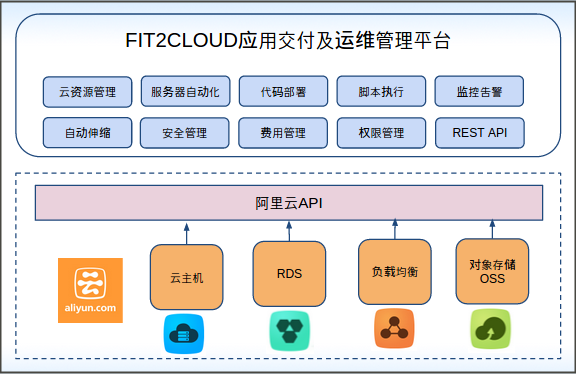 FIT2CLOUD应用交付及运维管理平台
云资源管理
服务器自动化
代码部署
脚本执行
监控告警
自动伸缩
安全管理
费用管理
权限管理
REST API
阿里云API
云主机
RDS
负载均衡
对象存储
OSS
云
aliyun.com